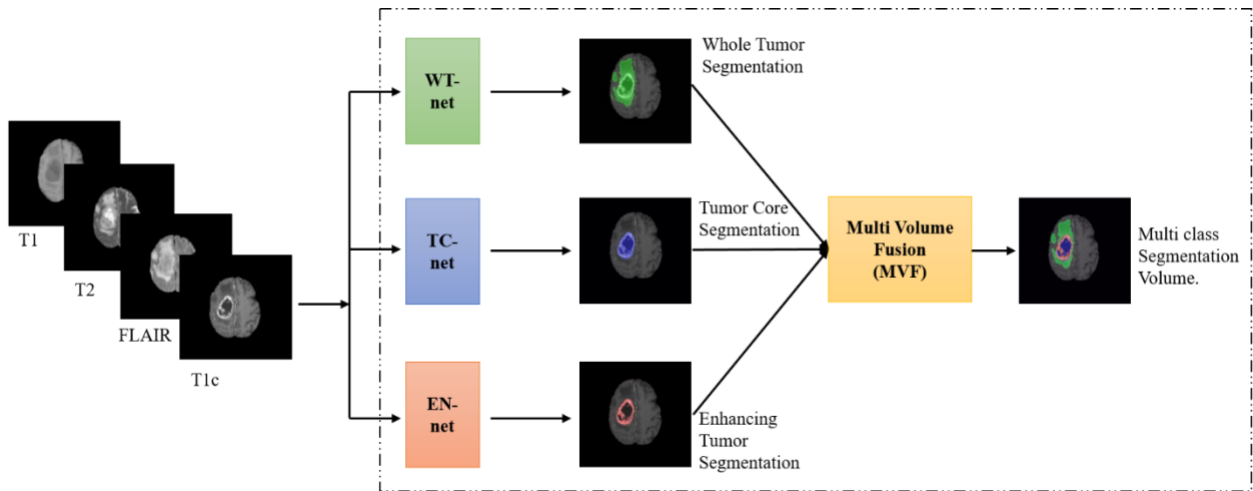 T1
T2
FLAIR
T1c
WT-
net
TC-
net
EN-
net
Whole Tumor
Segmentation
Tumor Core
Segmentation
Enhancing
Tumor
Segmentation
Multi Volume
Fusion
(MVF)
Multi class
Segmentation
Volume.